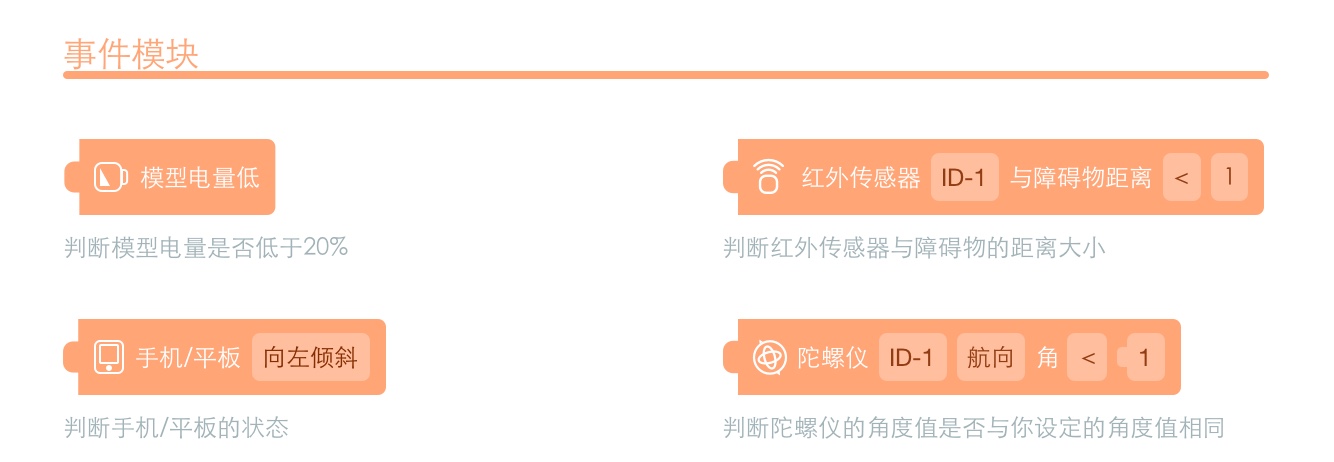 事件模块
模型电量低
红外传感器 ID-1 与障碍物距离 < 1
判断模型电量是否低于20%
判断红外传感器与障碍物的距离大小
手机/平板 向左倾斜
陀螺仪 ID-1 航向 角 < 1
判断手机/平板的状态
判断陀螺仪的角度值是否与你设定的角度值相同